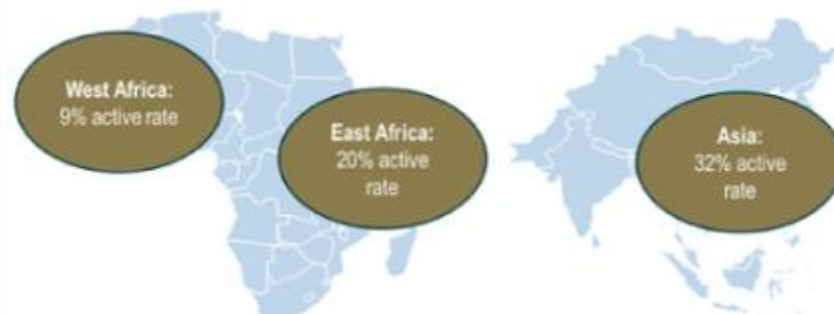 West Africa:
9% active rate
East Africa:
20% active
rate
Asia:
32% active
rate